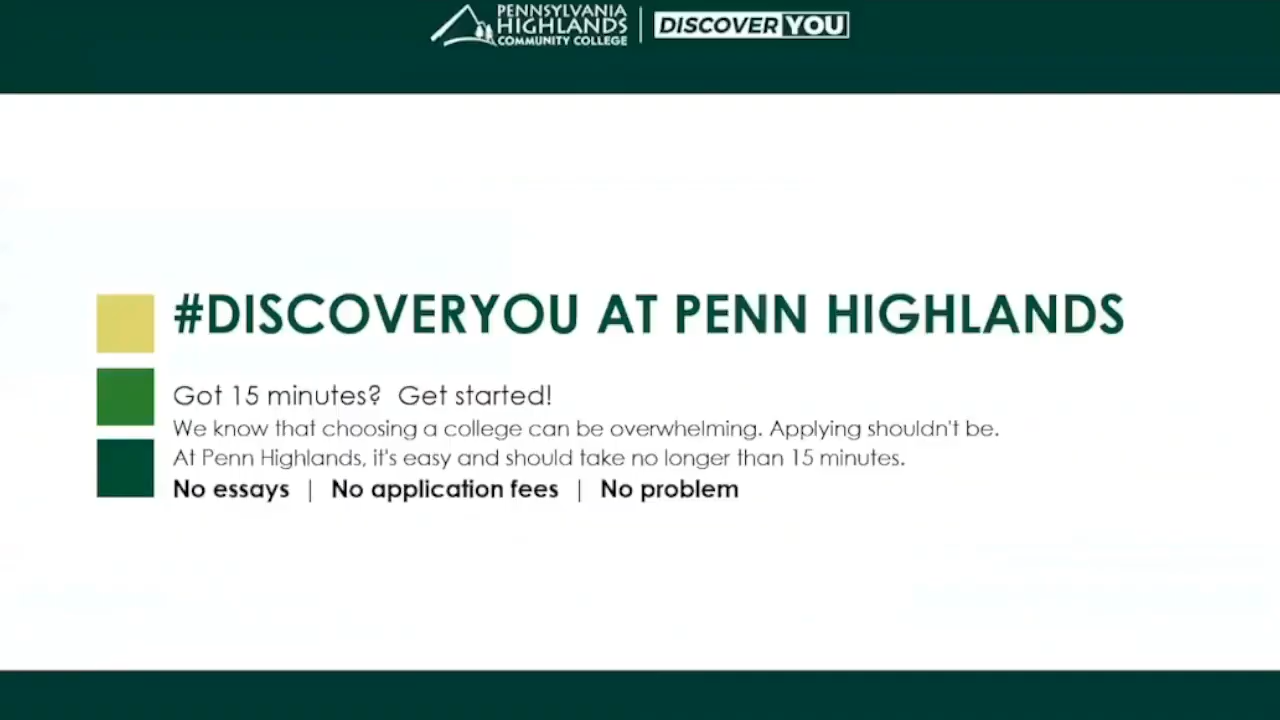 PENNSYLVANIA
HIGHLANDS
COMMUNITY COLLEGE
DISCOVER YOU
#DISCOVERYOU AT PENN HIGHLANDS
Got 15 minutes? Get started!
We know that choosing a college can be overwhelming. Applying shouldn't be.
At Penn Highlands, it's easy and should take no longer than 15 minutes.
No essays | No application fees | No problem